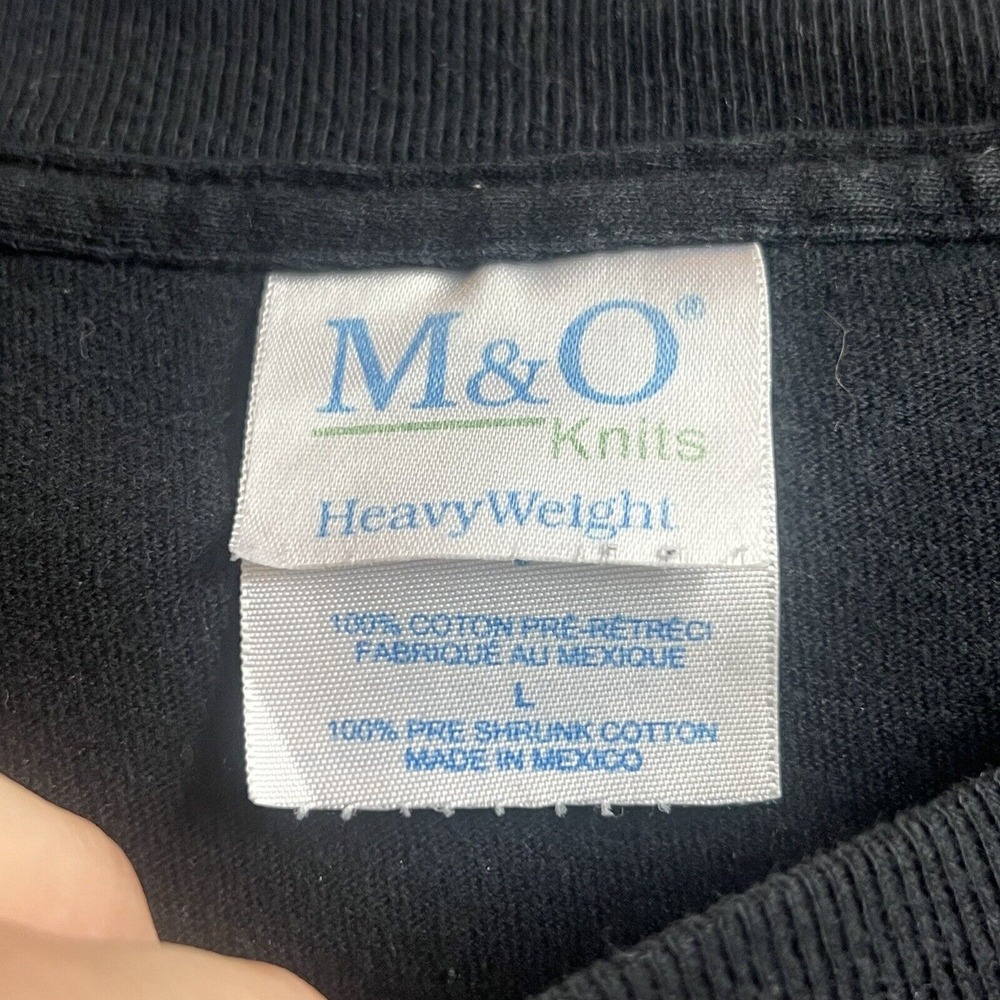 M&O®
Knits
HeavyWeight
100% COTON PRÉ-RÉTRÉCI
FABRIQUÉ AU MEXIQUE
L
100% PRE SHRUNK COTTON
MADE IN MEXICO